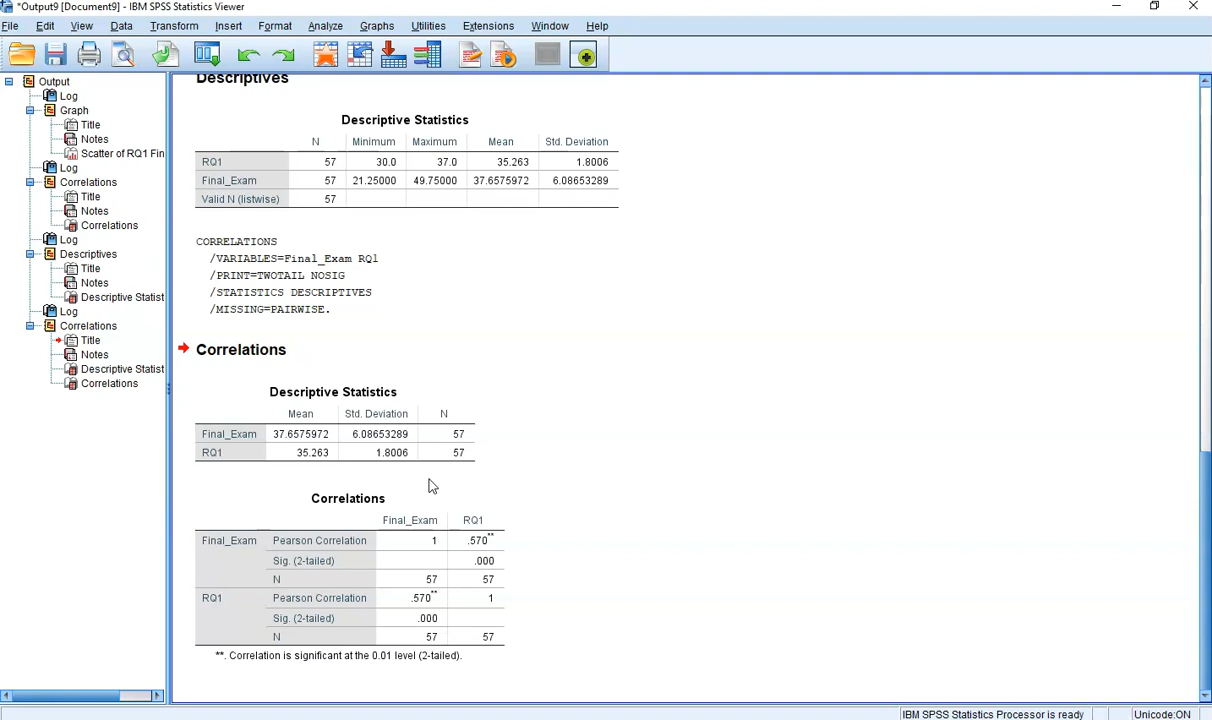 *Output9 [Document9] - IBM SPSS Statistics Viewer
File Edit View Data Transform Insert Format Analyze Graphs Utilities Extensions Window Help
Output
Log
Graph
Title
Notes
Scatter of RQ1 Fin
Log
Correlations
Title
Notes
Correlations
Log
Descriptives
Title
Notes
Descriptive Statist
Log
Correlations
Title
Notes
Descriptive Statist
Correlations
Descriptives
Descriptive Statistics
N Minimum Maximum Mean Std. Deviation
RQ1 57 30.0 37.0 35.263 1.8006
Final_Exam 57 21.25000 49.75000 37.6575972 6.08653289
Valid N (listwise) 57
CORRELATIONS
/VARIABLES=Final_Exam RQ1
/PRINT=TWOTAIL NOSIG
/STATISTICS DESCRIPTIVES
/MISSING=PAIRWISE.
Correlations
Descriptive Statistics
Mean Std. Deviation N
Final_Exam 37.6575972 6.08653289 57
RQ1 35.263 1.8006 57
Correlations
Final_Exam RQ1
Final_Exam Pearson Correlation 1 .570**
Sig. (2-tailed) .000
N 57 57
RQ1 Pearson Correlation .570** 1
Sig. (2-tailed) .000
N 57 57
**. Correlation is significant at the 0.01 level (2-tailed).
IBM SPSS Statistics Processor is ready Unicode:ON